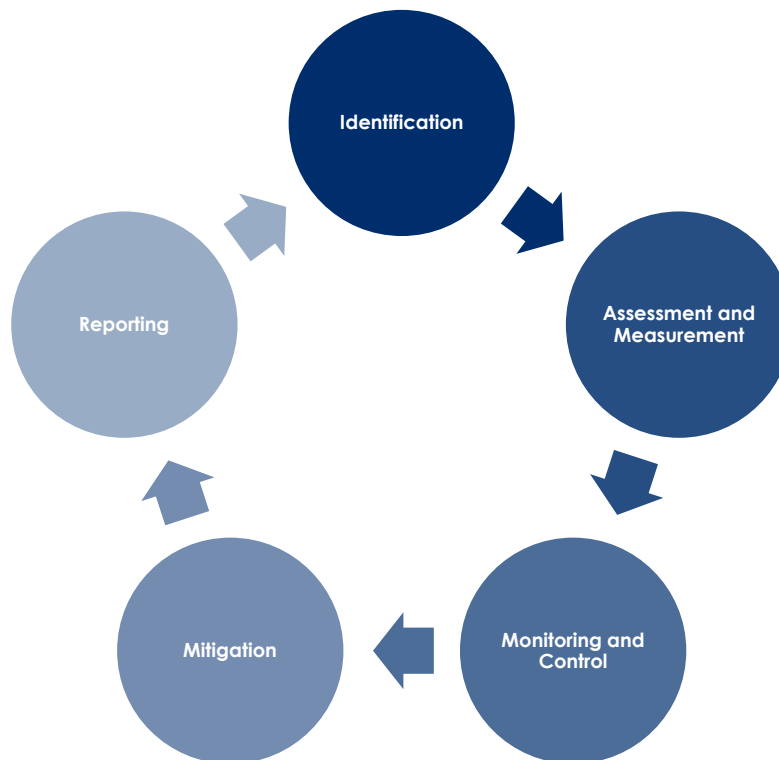 Identification
Assessment and
Measurement
Monitoring and
Control
Mitigation
Reporting